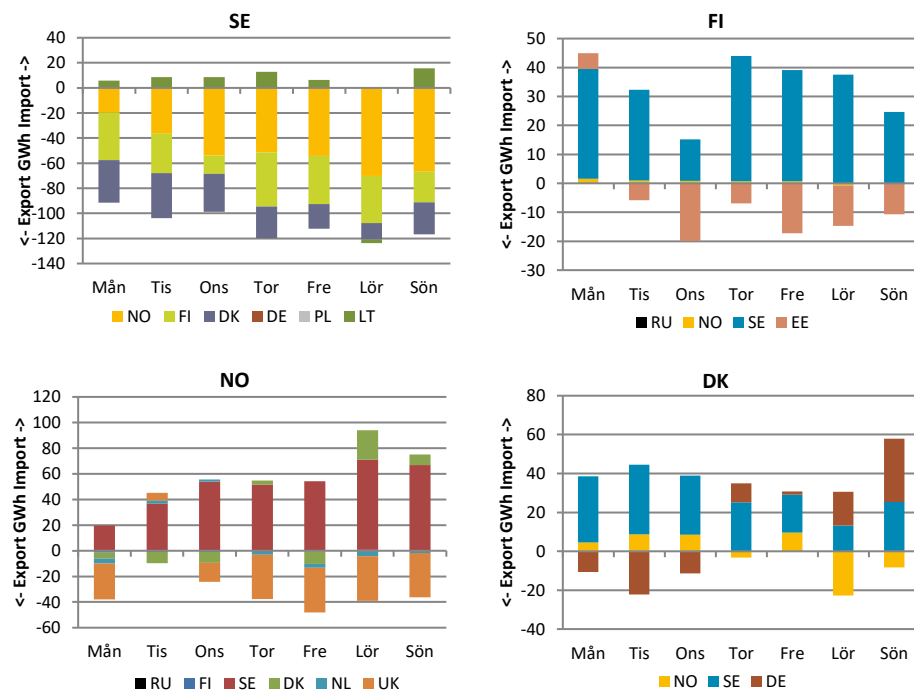 SE
<- Export GWh Import ->
40
20
0
-20
-40
-60
-80
-100
-120
-140
Mån Tis Ons Tor Fre Lör Sön
NO FI DK DE PL LT
FI
<- Export GWh Import ->
50
40
30
20
10
0
-10
-20
-30
Mån Tis Ons Tor Fre Lör Sön
RU NO SE EE
NO
<- Export GWh Import ->
120
100
80
60
40
20
0
-20
-40
-60
Mån Tis Ons Tor Fre Lör Sön
RU FI SE DK NL UK
DK
<- Export GWh Import ->
80
60
40
20
0
-20
-40
Mån Tis Ons Tor Fre Lör Sön
NO SE DE